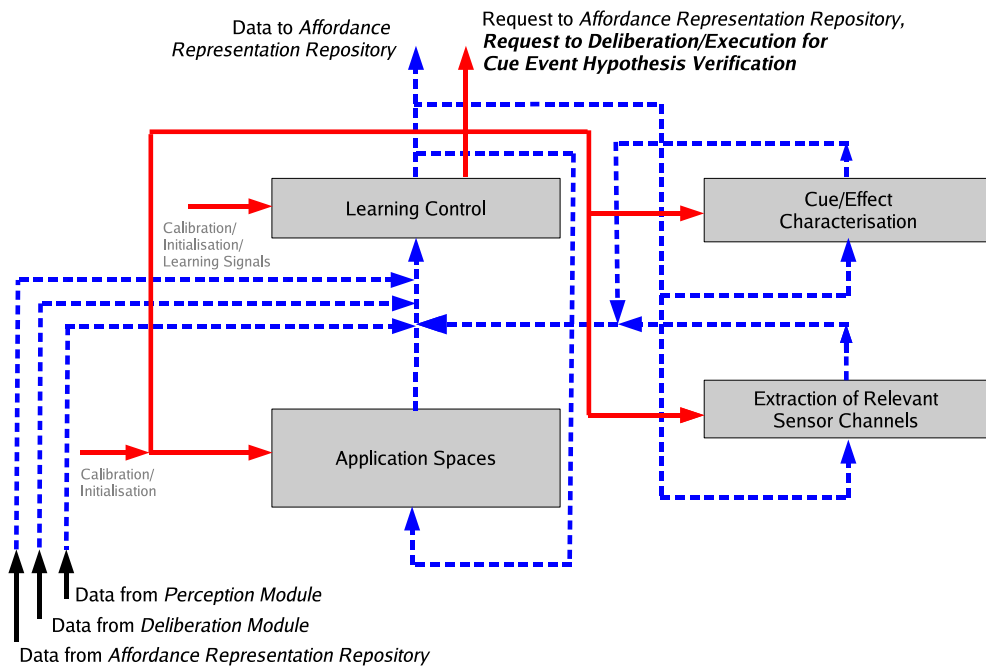 Data to Affordance
Representation Repository
Request to Affordance Representation Repository,
Request to Deliberation/Execution for
Cue Event Hypothesis Verification
Learning Control
Cue/Effect
Characterisation
Calibration/
Initialisation/
Learning Signals
Extraction of Relevant
Sensor Channels
Application Spaces
Calibration/
Initialisation
Data from Perception Module
Data from Deliberation Module
Data from Affordance Representation Repository